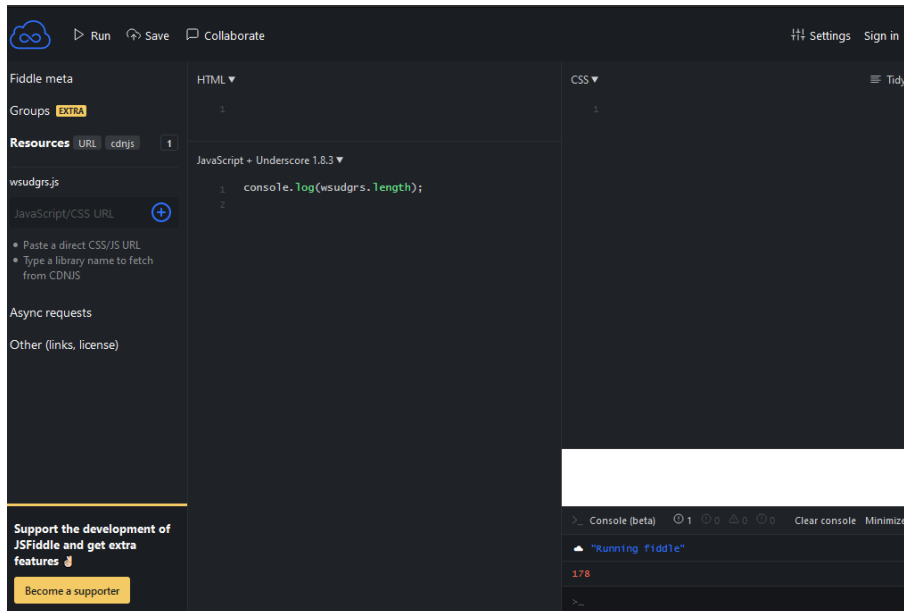 Run Save Collaborate Settings Sign in
Fiddle meta
Groups EXTRA
Resources URL cdnjs 1
wsudgrs.js
JavaScript/CSS URL
Paste a direct CSS/JS URL
Type a library name to fetch
from CDNJS
Async requests
Other (links, license)
Support the development of
JSFiddle and get extra
features ✌
Become a supporter
HTML ▼
1
JavaScript + Underscore 1.8.3 ▼
1 console.log(wsudgrs.length);
2
CSS ▼ Tidy
1
>_ Console (beta) 1 0 0 0 Clear console Minimize
"Running fiddle"
178
>_